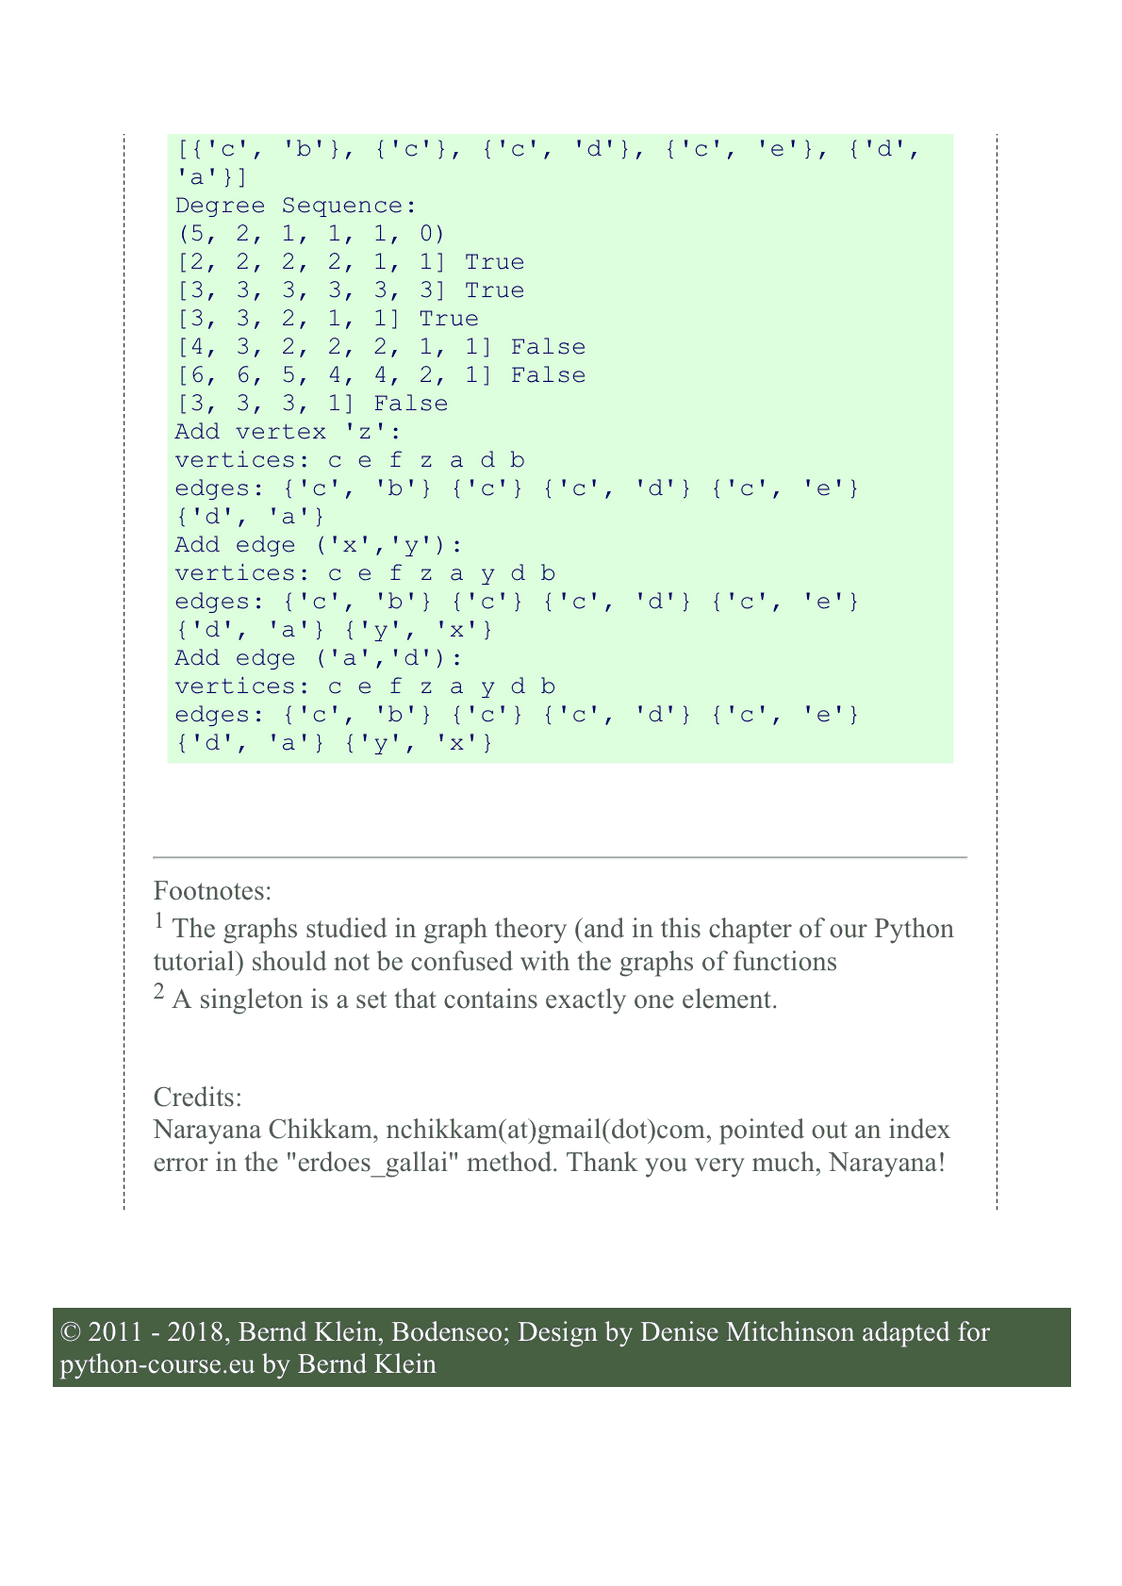 [{'c', 'b'}, {'c'}, {'c', 'd'}, {'c', 'e'}, {'d',
'a'}]
Degree Sequence:
(5, 2, 1, 1, 1, 0)
[2, 2, 2, 2, 1, 1] True
[3, 3, 3, 3, 3, 3] True
[3, 3, 2, 1, 1] True
[4, 3, 2, 2, 2, 1, 1] False
[6, 6, 5, 4, 4, 2, 1] False
[3, 3, 3, 1] False
Add vertex 'z':
vertices: c e f z a d b
edges: {'c', 'b'} {'c'} {'c', 'd'} {'c', 'e'}
{'d', 'a'}
Add edge ('x','y'):
vertices: c e f z a y d b
edges: {'c', 'b'} {'c'} {'c', 'd'} {'c', 'e'}
{'d', 'a'} {'y', 'x'}
Add edge ('a','d'):
vertices: c e f z a y d b
edges: {'c', 'b'} {'c'} {'c', 'd'} {'c', 'e'}
{'d', 'a'} {'y', 'x'}
Footnotes:
1 The graphs studied in graph theory (and in this chapter of our Python
tutorial) should not be confused with the graphs of functions
2 A singleton is a set that contains exactly one element.
Credits:
Narayana Chikkam, nchikkam(at)gmail(dot)com, pointed out an index
error in the "erdoes_gallai" method. Thank you very much, Narayana!
© 2011 - 2018, Bernd Klein, Bodenseo; Design by Denise Mitchinson adapted for
python-course.eu by Bernd Klein